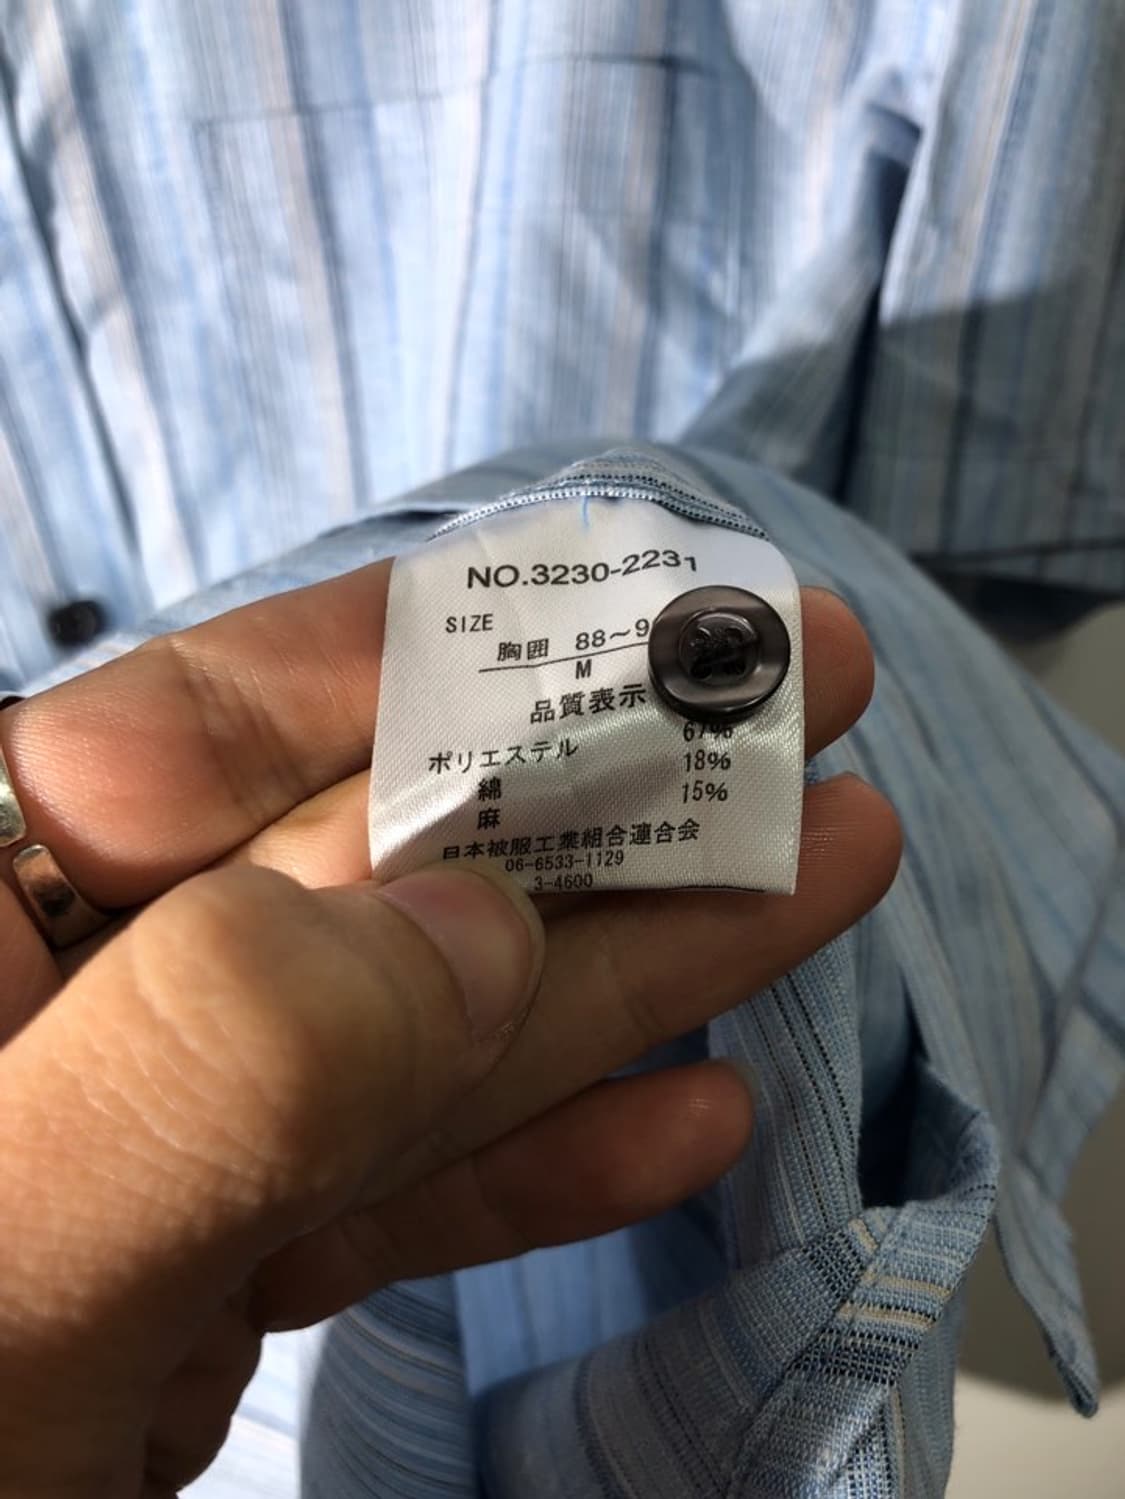 NO.3230-2231
SIZE
胸囲 88～9
M
品質表示
ポリエステル 67%
綿 18%
麻 15%
日本被服工業組合連合会
06-6533-1129
3-4600